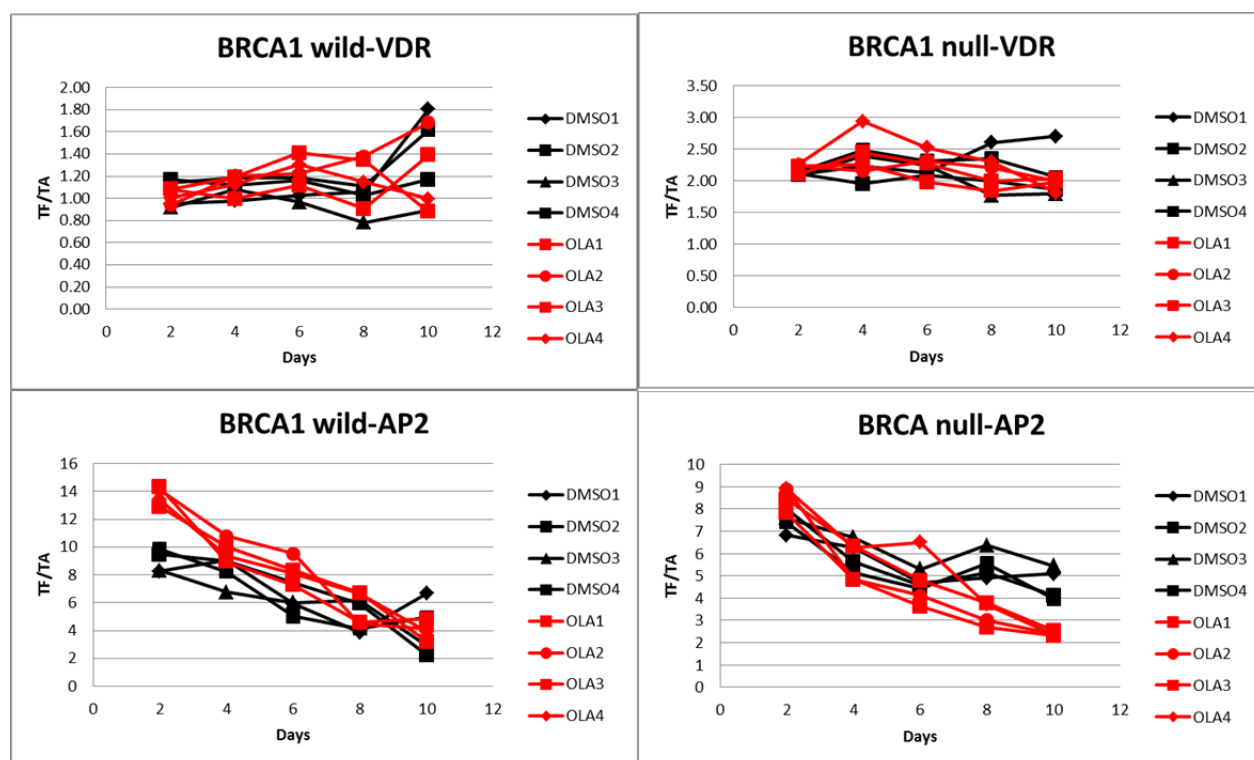 BRCA1 wild-VDR
2.00
1.80
1.60
1.40
1.20
1.00
0.80
0.60
0.40
0.20
0.00
TF/TA
0 2 4 6 8 10 12
Days
DMSO1
DMSO2
DMSO3
DMSO4
OLA1
OLA2
OLA3
OLA4
BRCA1 null-VDR
3.50
3.00
2.50
2.00
1.50
1.00
0.50
0.00
TF/TA
0 2 4 6 8 10 12
Days
DMSO1
DMSO2
DMSO3
DMSO4
OLA1
OLA2
OLA3
OLA4
BRCA1 wild-AP2
16
14
12
10
8
6
4
2
0
TF/TA
0 2 4 6 8 10 12
Days
DMSO1
DMSO2
DMSO3
DMSO4
OLA1
OLA2
OLA3
OLA4
BRCA null-AP2
10
9
8
7
6
5
4
3
2
1
0
TF/TA
0 2 4 6 8 10 12
Days
DMSO1
DMSO2
DMSO3
DMSO4
OLA1
OLA2
OLA3
OLA4